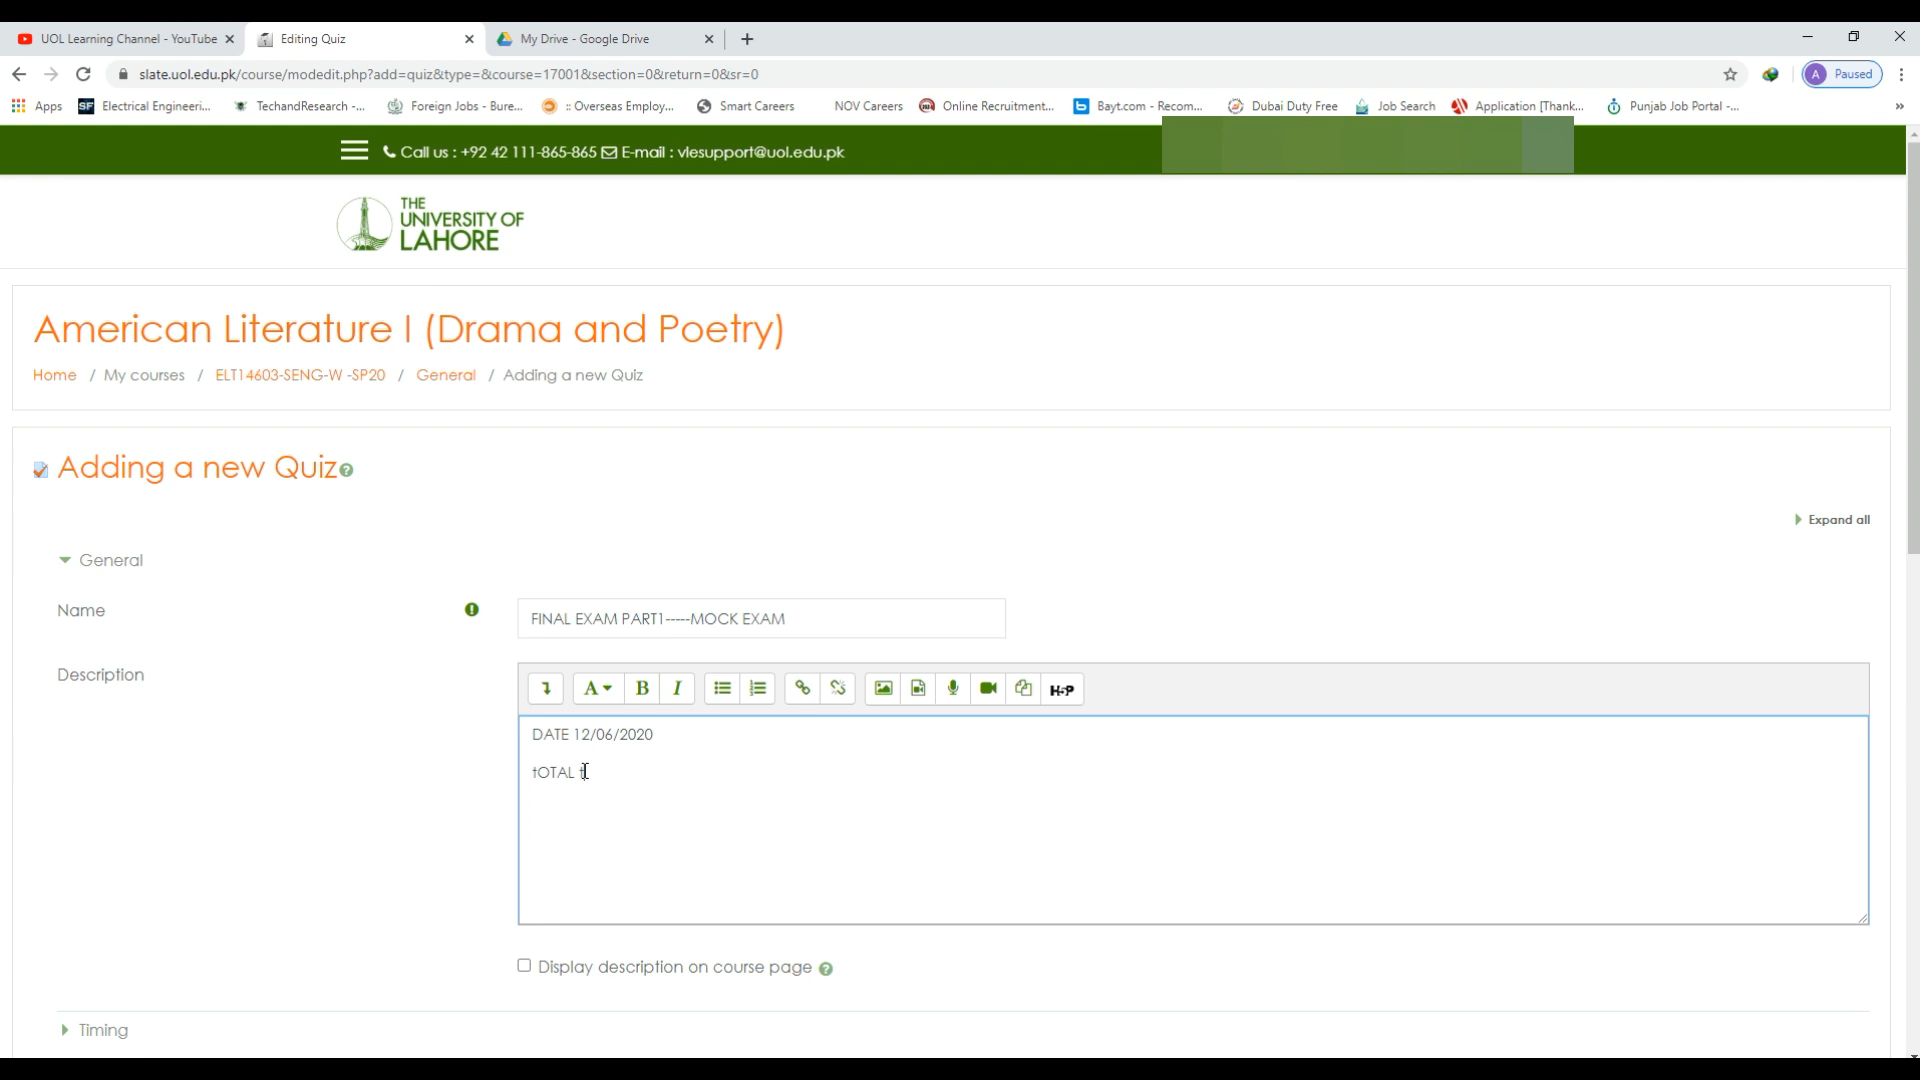 UOL Learning Channel - YouTube
Editing Quiz
My Drive - Google Drive
slate.uol.edu.pk/course/modedit.php?add=quiz&type=&course=17001&section=0&return=0&sr=0
A Paused
Apps
SF Electrical Engineeri...
TechandResearch -...
Foreign Jobs - Bure...
:: Overseas Employ...
Smart Careers
NOV Careers
Online Recruitment...
Bayt.com - Recom...
Dubai Duty Free
Job Search
Application [Thank...
Punjab Job Portal -...
»
Call us : +92 42 111-865-865 E-mail : vlesupport@uol.edu.pk
THE
UNIVERSITY OF
LAHORE
American Literature I (Drama and Poetry)
Home / My courses / ELT14603-SENG-W -SP20 / General / Adding a new Quiz
Adding a new Quiz
Expand all
General
Name
FINAL EXAM PART1-----MOCK EXAM
Description
A B I H-P
DATE 12/06/2020
tOTAL t
Display description on course page
Timing